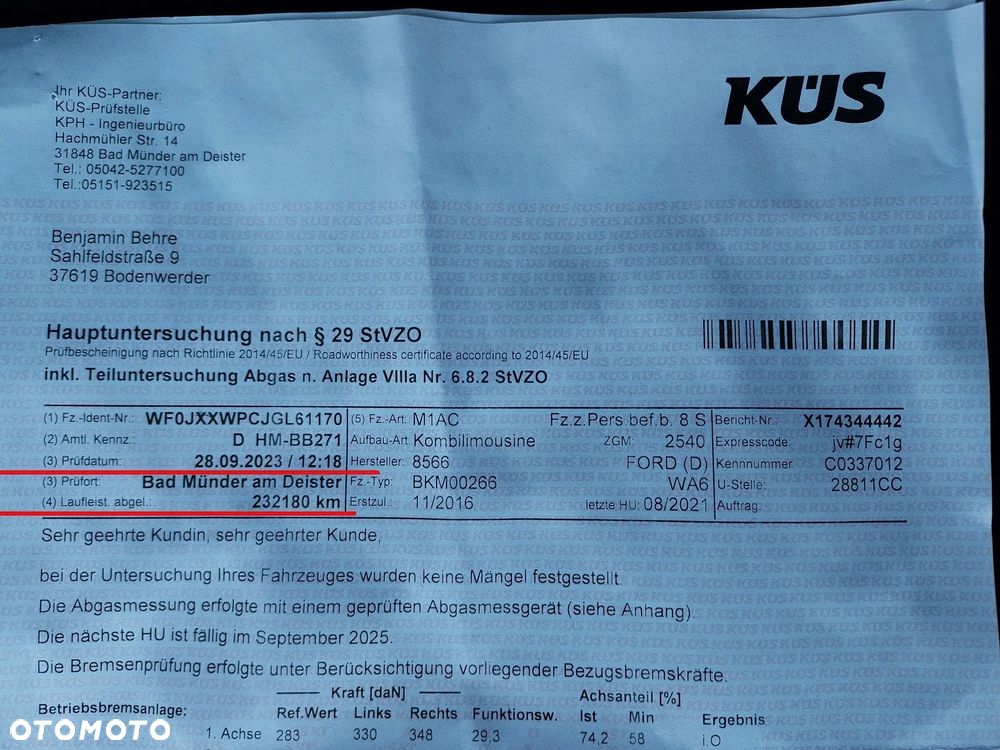 KÜS
Ihr KÜS-Partner:
KÜS-Prüfstelle
KPH - Ingenieurbüro
Hachmühler Str. 14
31848 Bad Münder am Deister
Tel.: 05042-5277100
Tel.:05151-923515
Benjamin Behre
Sahlfeldstraße 9
37619 Bodenwerder
Hauptuntersuchung nach § 29 StVZO
Prüfbescheinigung nach Richtlinie 2014/45/EU / Roadworthiness certificate according to 2014/45/EU
inkl. Teiluntersuchung Abgas n. Anlage VIIIa Nr. 6.8.2 StVZO
(1) Fz.-Ident-Nr.: WF0JXXWPCJGL61170 (5) Fz.-Art: M1AC Fz.z.Pers.bef.b. 8 S Bericht-Nr.: X174344442
(2) Amtl. Kennz.: D HM-BB271 Aufbau-Art: Kombilimousine ZGM: 2540 Expresscode: jv#7Fc1g
(3) Prüfdatum: 28.09.2023 / 12:18 Hersteller: 8566 FORD (D) Kennnummer: C0337012
(3) Prüfort: Bad Münder am Deister Fz.-Typ: BKM00266 WA6 U-Stelle: 28811CC
(4) Laufleist. abgel.: 232180 km Erstzul.: 11/2016 letzte HU: 08/2021 Auftrag:
Sehr geehrte Kundin, sehr geehrter Kunde,
bei der Untersuchung Ihres Fahrzeuges wurden keine Mängel festgestellt.
Die Abgasmessung erfolgte mit einem geprüften Abgasmessgerät (siehe Anhang).
Die nächste HU ist fällig im September 2025.
Die Bremsenprüfung erfolgte unter Berücksichtigung vorliegender Bezugsbremskräfte.
Kraft [daN] Achsanteil [%]
Betriebsbremsanlage: Ref.Wert Links Rechts Funktionsw. Ist Min Ergebnis
1. Achse 283 330 348 29,3 74,2 58 i.O
OTOMOTO